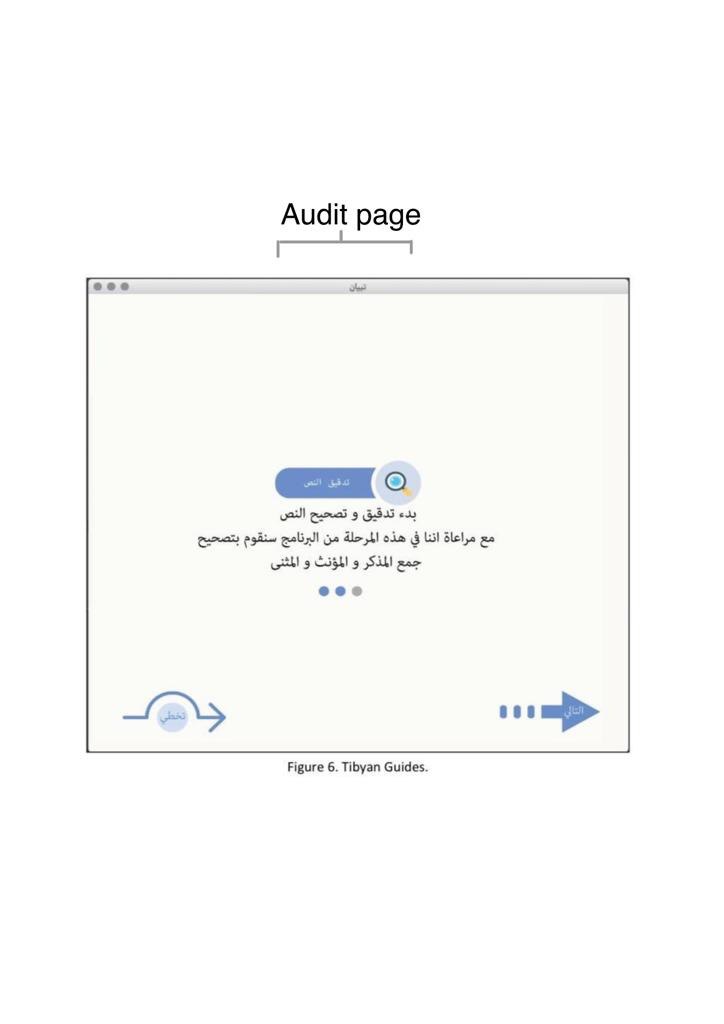 Audit page
تبيان
تدقيق النص
بدء تدقيق و تصحيح النص
مع مراعاة اننا في هذه المرحلة من البرنامج سنقوم بتصحيح
جمع المذكر و المؤنث و المثنى
التالي
تخطي
Figure 6. Tibyan Guides.